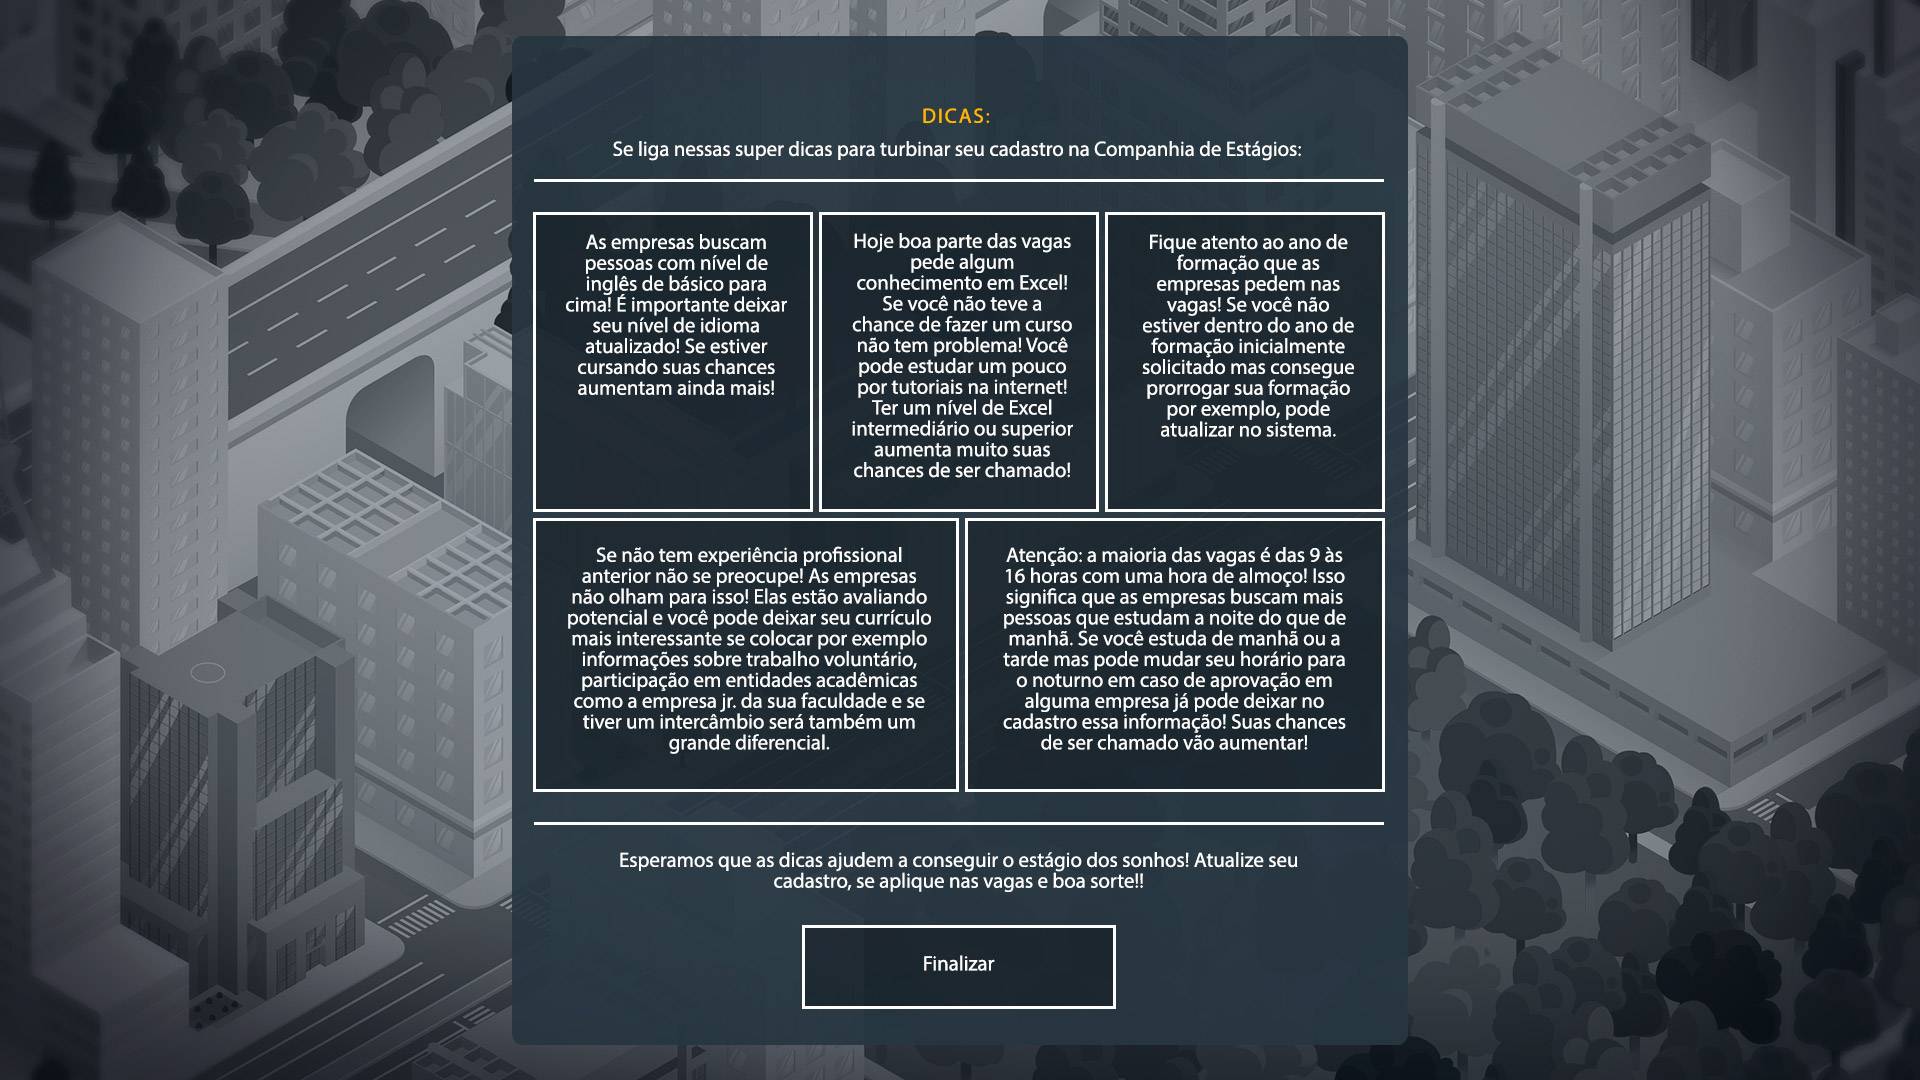 DICAS:
Se liga nessas super dicas para turbinar seu cadastro na Companhia de Estágios:
As empresas buscam
pessoas com nível de
inglês de básico para
cima! É importante deixar
seu nível de idioma
atualizado! Se estiver
cursando suas chances
aumentam ainda mais!
Hoje boa parte das vagas
pede algum
conhecimento em Excel!
Se você não teve a
chance de fazer um curso
não tem problema! Você
pode estudar um pouco
por tutoriais na internet!
Ter um nível de Excel
intermediário ou superior
aumenta muito suas
chances de ser chamado!
Fique atento ao ano de
formação que as
empresas pedem nas
vagas! Se você não
estiver dentro do ano de
formação inicialmente
solicitado mas consegue
prorrogar sua formação
por exemplo, pode
atualizar no sistema.
Se não tem experiência profissional
anterior não se preocupe! As empresas
não olham para isso! Elas estão avaliando
potencial e você pode deixar seu currículo
mais interessante se colocar por exemplo
informações sobre trabalho voluntário,
participação em entidades acadêmicas
como a empresa jr. da sua faculdade e se
tiver um intercâmbio será também um
grande diferencial.
Atenção: a maioria das vagas é das 9 às
16 horas com uma hora de almoço! Isso
significa que as empresas buscam mais
pessoas que estudam a noite do que de
manhã. Se você estuda de manhã ou a
tarde mas pode mudar seu horário para
o noturno em caso de aprovação em
alguma empresa já pode deixar no
cadastro essa informação! Suas chances
de ser chamado vão aumentar!
Esperamos que as dicas ajudem a conseguir o estágio dos sonhos! Atualize seu
cadastro, se aplique nas vagas e boa sorte!!
Finalizar